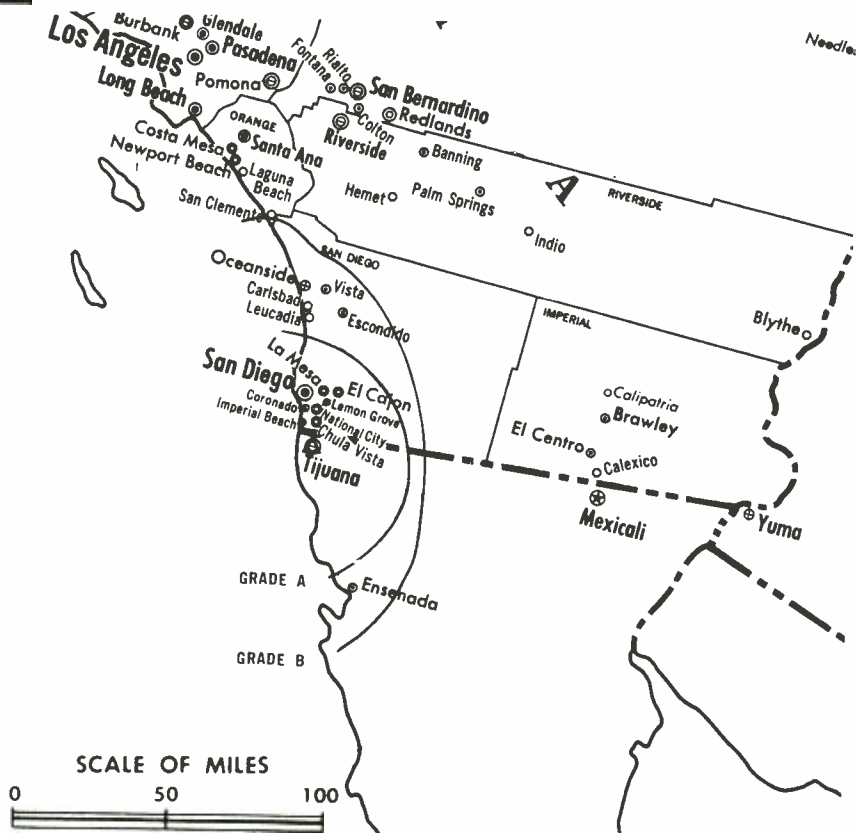 Burbank
Glendale
Los Angeles
Pasadena
Needles
Fontana
Rialto
Pomona
San Bernardino
Long Beach
Redlands
ORANGE
Colton
Riverside
Costa Mesa
Santa Ana
Banning
Newport Beach
Laguna
Beach
A
Hemet
Palm Springs
RIVERSIDE
San Clemente
Indio
SAN DIEGO
Oceanside
Vista
Carlsbad
Leucadia
Escondido
IMPERIAL
Blythe
La Mesa
San Diego
El Cajon
Calipatria
Coronado
Lemon Grove
Brawley
Imperial Beach
National City
El Centro
Chula Vista
Calexico
Tijuana
Mexicali
Yuma
GRADE A
Ensenada
GRADE B
SCALE OF MILES
0 50 100